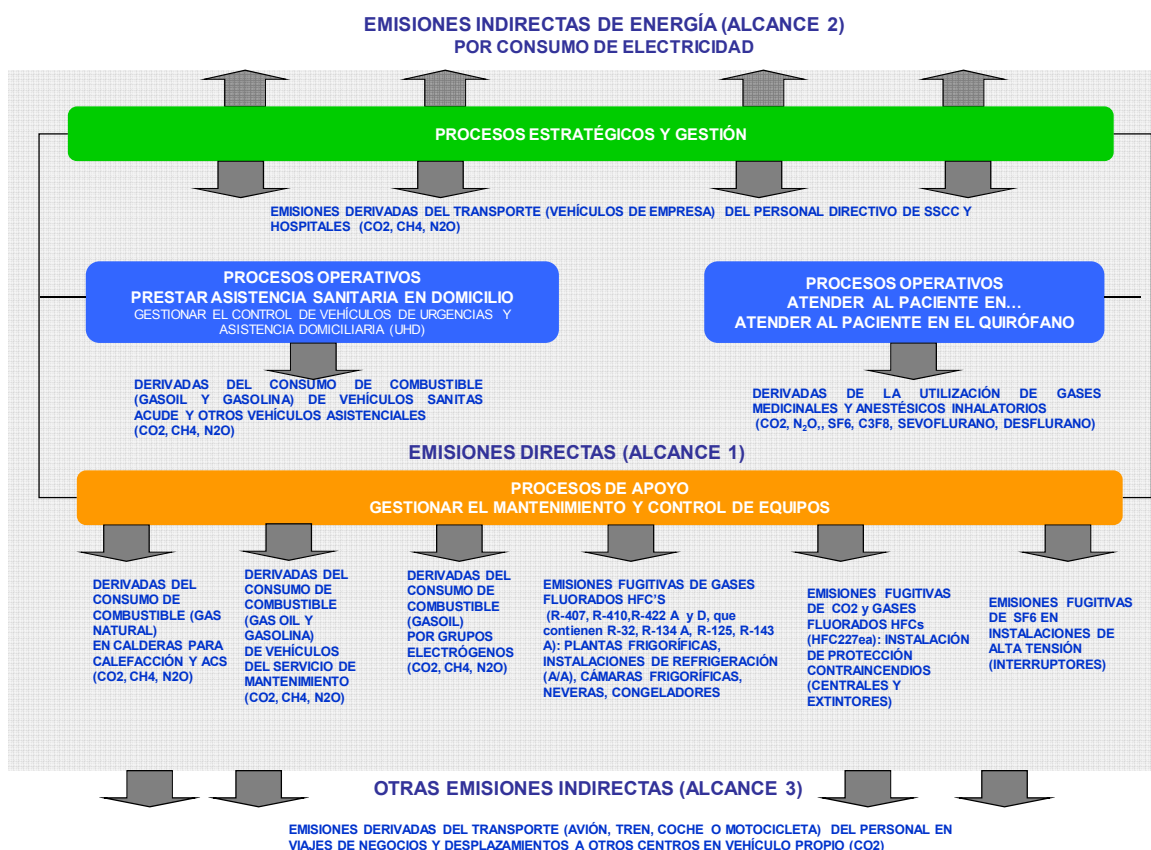 EMISIONES INDIRECTAS DE ENERGÍA (ALCANCE 2)
POR CONSUMO DE ELECTRICIDAD
PROCESOS ESTRATÉGICOS Y GESTIÓN
EMISIONES DERIVADAS DEL TRANSPORTE (VEHÍCULOS DE EMPRESA) DEL PERSONAL DIRECTIVO DE SSCC Y
HOSPITALES (CO2, CH4, N2O)
PROCESOS OPERATIVOS
PRESTAR ASISTENCIA SANITARIA EN DOMICILIO
GESTIONAR EL CONTROL DE VEHÍCULOS DE URGENCIAS Y
ASISTENCIA DOMICILIARIA (UHD)
PROCESOS OPERATIVOS
ATENDER AL PACIENTE EN...
ATENDER AL PACIENTE EN EL QUIRÓFANO
DERIVADAS DEL CONSUMO DE COMBUSTIBLE
(GASOIL Y GASOLINA) DE VEHÍCULOS SANITAS
ACUDE Y OTROS VEHÍCULOS ASISTENCIALES
(CO2, CH4, N2O)
DERIVADAS DE LA UTILIZACIÓN DE GASES
MEDICINALES Y ANESTÉSICOS INHALATORIOS
(CO2, N₂O,, SF6, C3F8, SEVOFLURANO, DESFLURANO)
EMISIONES DIRECTAS (ALCANCE 1)
PROCESOS DE APOYO
GESTIONAR EL MANTENIMIENTO Y CONTROL DE EQUIPOS
DERIVADAS DEL
CONSUMO DE
COMBUSTIBLE (GAS
NATURAL)
EN CALDERAS PARA
CALEFACCIÓN Y ACS
(CO2, CH4, N2O)
DERIVADAS DEL
CONSUMO DE
COMBUSTIBLE
(GAS OIL Y
GASOLINA)
DE VEHÍCULOS
DEL SERVICIO DE
MANTENIMIENTO
(CO2, CH4, N2O)
DERIVADAS DEL
CONSUMO DE
COMBUSTIBLE
(GASOIL)
POR GRUPOS
ELECTRÓGENOS
(CO2, CH4, N2O)
EMISIONES FUGITIVAS DE GASES
FLUORADOS HFC'S
(R-407, R-410,R-422 A y D, que
contienen R-32, R-134 A, R-125, R-143
A): PLANTAS FRIGORÍFICAS,
INSTALACIONES DE REFRIGERACIÓN
(A/A), CÁMARAS FRIGORÍFICAS,
NEVERAS, CONGELADORES
EMISIONES FUGITIVAS
DE CO2 y GASES
FLUORADOS HFCs
(HFC227ea): INSTALACIÓN
DE PROTECCIÓN
CONTRAINCENDIOS
(CENTRALES Y
EXTINTORES)
EMISIONES FUGITIVAS
DE SF6 EN
INSTALACIONES DE
ALTA TENSIÓN
(INTERRUPTORES)
OTRAS EMISIONES INDIRECTAS (ALCANCE 3)
EMISIONES DERIVADAS DEL TRANSPORTE (AVIÓN, TREN, COCHE O MOTOCICLETA) DEL PERSONAL EN
VIAJES DE NEGOCIOS Y DESPLAZAMIENTOS A OTROS CENTROS EN VEHÍCULO PROPIO (CO2)